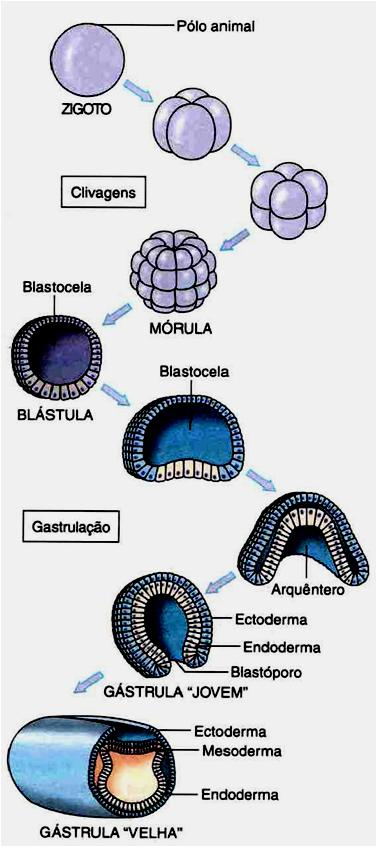 Pólo animal
ZIGOTO
Clivagens
MÓRULA
Blastocela
BLÁSTULA
Blastocela
Gastrulação
Arquêntero
Ectoderma
Endoderma
Blastóporo
GÁSTRULA “JOVEM”
Ectoderma
Mesoderma
Endoderma
GÁSTRULA “VELHA”